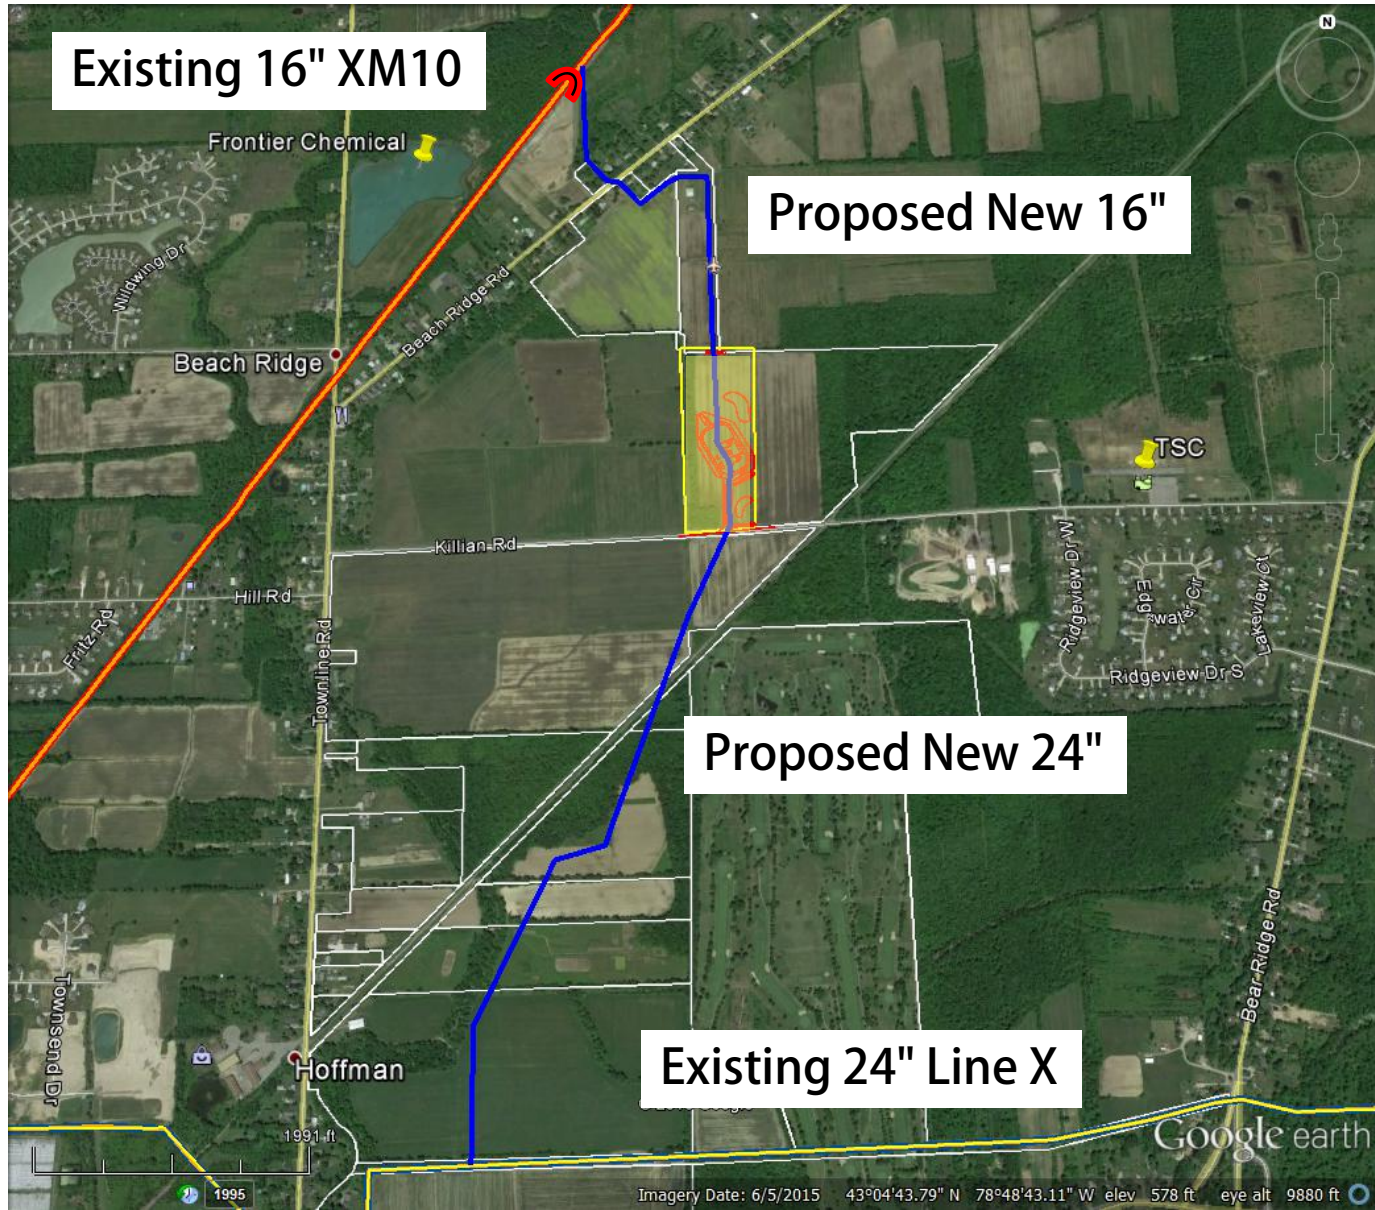 N
Existing 16" XM10
Frontier Chemical
Proposed New 16"
Wildwing Dr
Beach Ridge Rd
Beach Ridge
TSC
Killian Rd
Hill Rd
Fritz Rd
Townline Rd
Ridgeview Dr W
Edgewater Cir
Lakeview Ct
Ridgeview Dr S
Proposed New 24"
Bear Ridge Rd
Townsend Dr
Hoffman
Existing 24" Line X
1991 ft
Google earth
1995
Imagery Date: 6/5/2015 43°04'43.79" N 78°48'43.11" W elev 578 ft eye alt 9880 ft